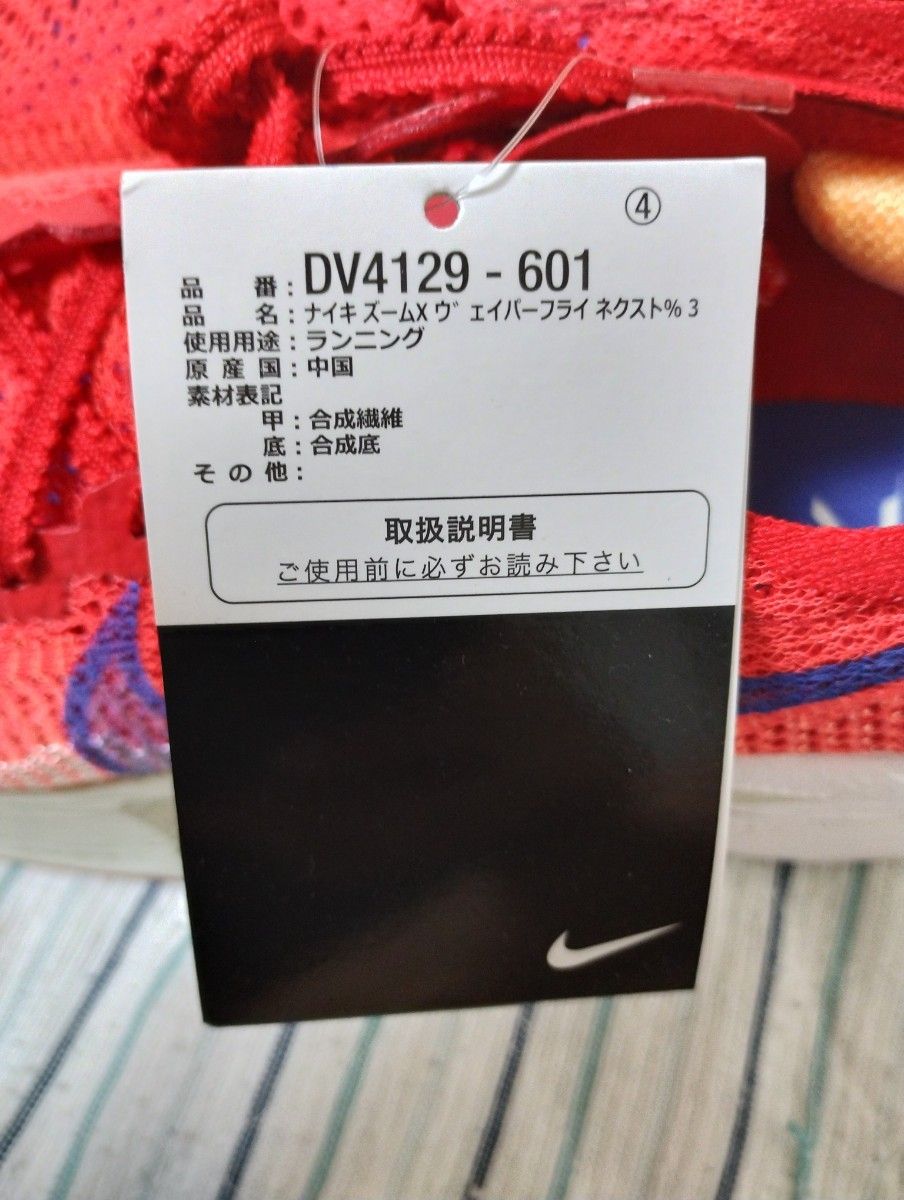 ④
品番：DV4129 - 601
品名：ナイキ ズームX ヴェイパーフライ ネクスト% 3
使用用途：ランニング
原産国：中国
素材表記
甲：合成繊維
底：合成底
その他：
取扱説明書
ご使用前に必ずお読み下さい